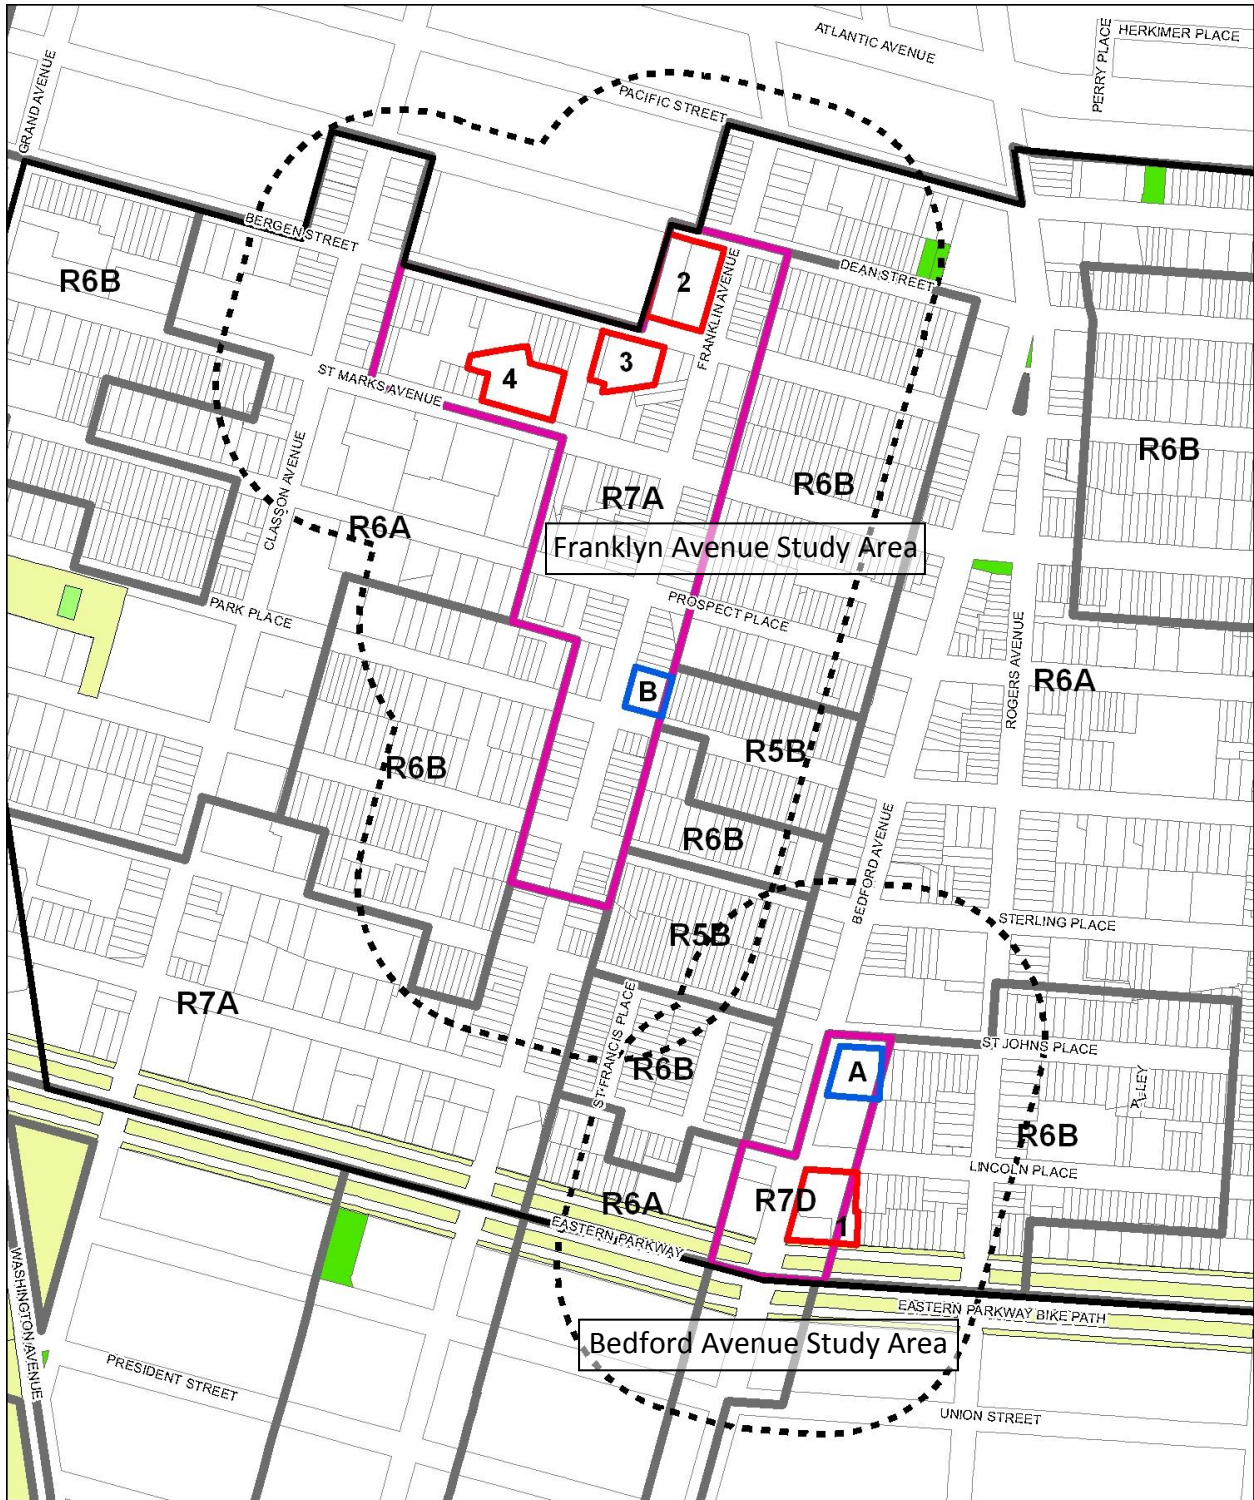 HERKIMER PLACE
ATLANTIC AVENUE
PERRY PLACE
GRAND AVENUE
PACIFIC STREET
BERGEN STREET
R6B
DEAN STREET
2
FRANKLIN AVENUE
3
4
ST MARKS AVENUE
R6B
R6B
R7A
R6A
CLASSON AVENUE
Franklyn Avenue Study Area
PARK PLACE
PROSPECT PLACE
ROGERS AVENUE
R6A
B
R5B
R6B
R6B
BEDFORD AVENUE
STERLING PLACE
R5B
R7A
ST FRANCIS PLACE
ST JOHNS PLACE
R6B
A
ALLEY
R6B
LINCOLN PLACE
R6A
R7D
1
EASTERN PARKWAY
WASHINGTON AVENUE
EASTERN PARKWAY BIKE PATH
Bedford Avenue Study Area
PRESIDENT STREET
UNION STREET